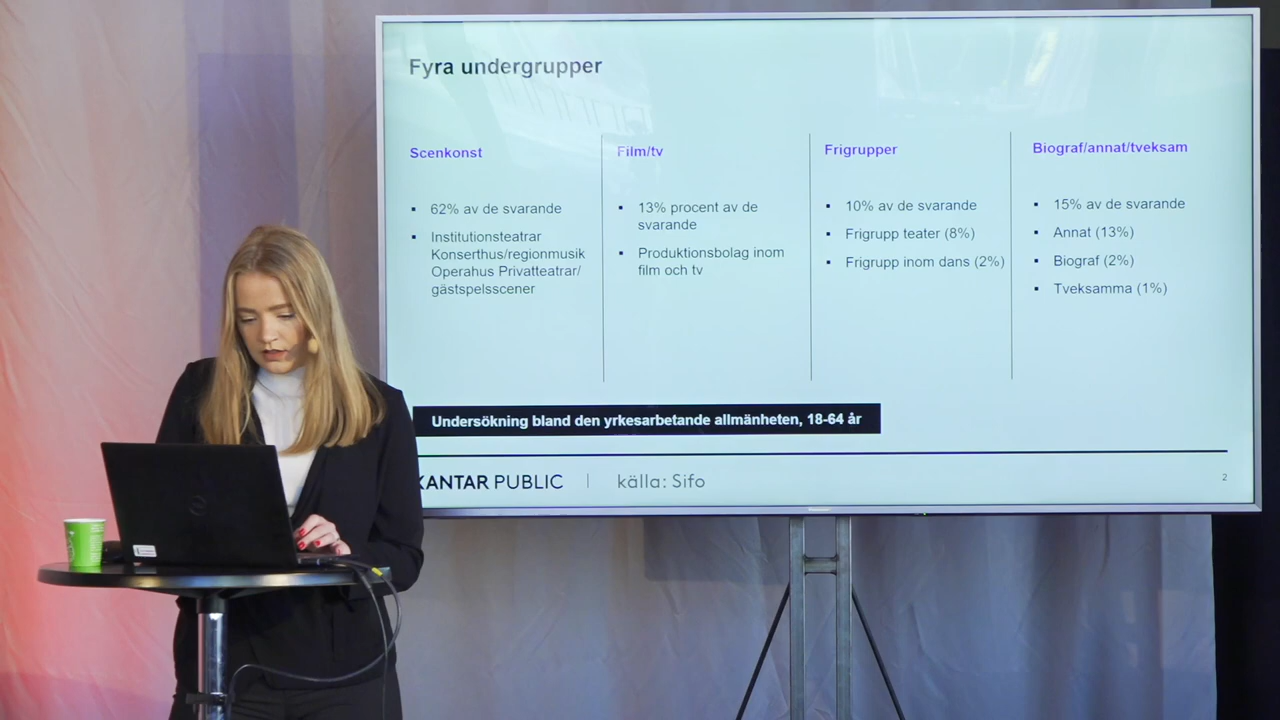 Fyra undergrupper
Scenkonst
62% av de svarande
Institutionsteatrar
Konserthus/regionmusik
Operahus Privatteatrar/
gästspelsscener
Film/tv
13% procent av de
svarande
Produktionsbolag inom
film och tv
Frigrupper
10% av de svarande
Frigrupp teater (8%)
Frigrupp inom dans (2%)
Biograf/annat/tveksam
15% av de svarande
Annat (13%)
Biograf (2%)
Tveksamma (1%)
Undersökning bland den yrkesarbetande allmänheten, 18-64 år
KANTAR PUBLIC | källa: Sifo
2